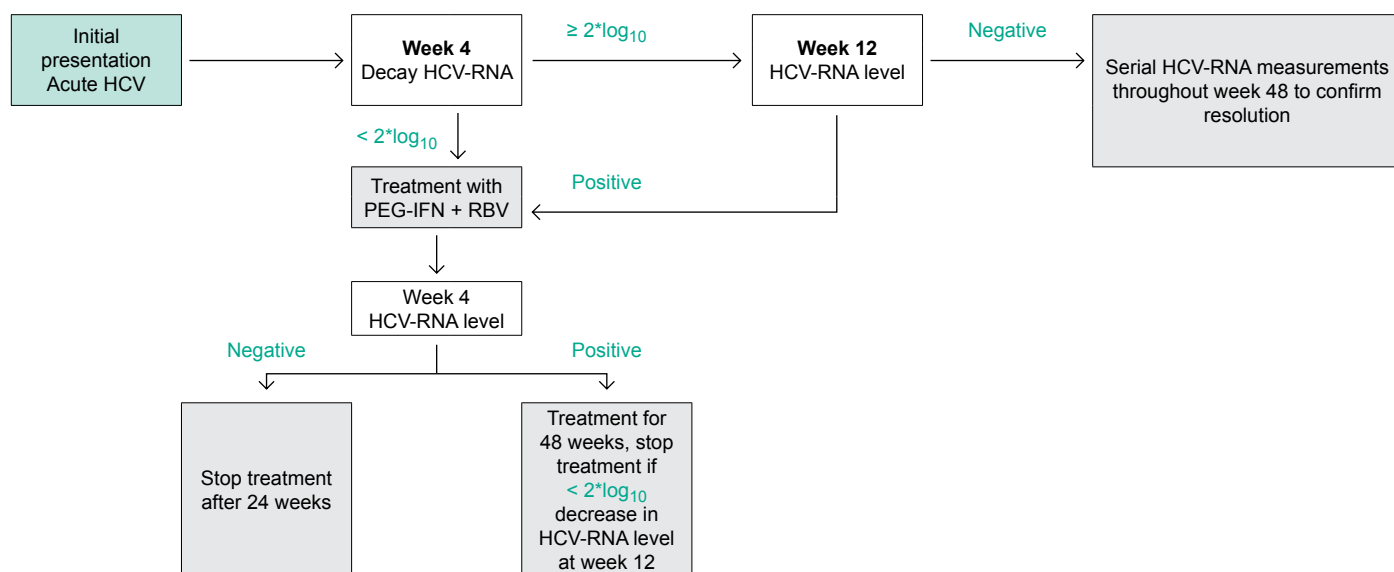 Initial
presentation
Acute HCV
Week 4
Decay HCV-RNA
≥ 2*log10
Week 12
HCV-RNA level
Negative
Serial HCV-RNA measurements
throughout week 48 to confirm
resolution
< 2*log10
Treatment with
PEG-IFN + RBV
Positive
Week 4
HCV-RNA level
Negative
Positive
Stop treatment
after 24 weeks
Treatment for
48 weeks, stop
treatment if
< 2*log10
decrease in
HCV-RNA level
at week 12